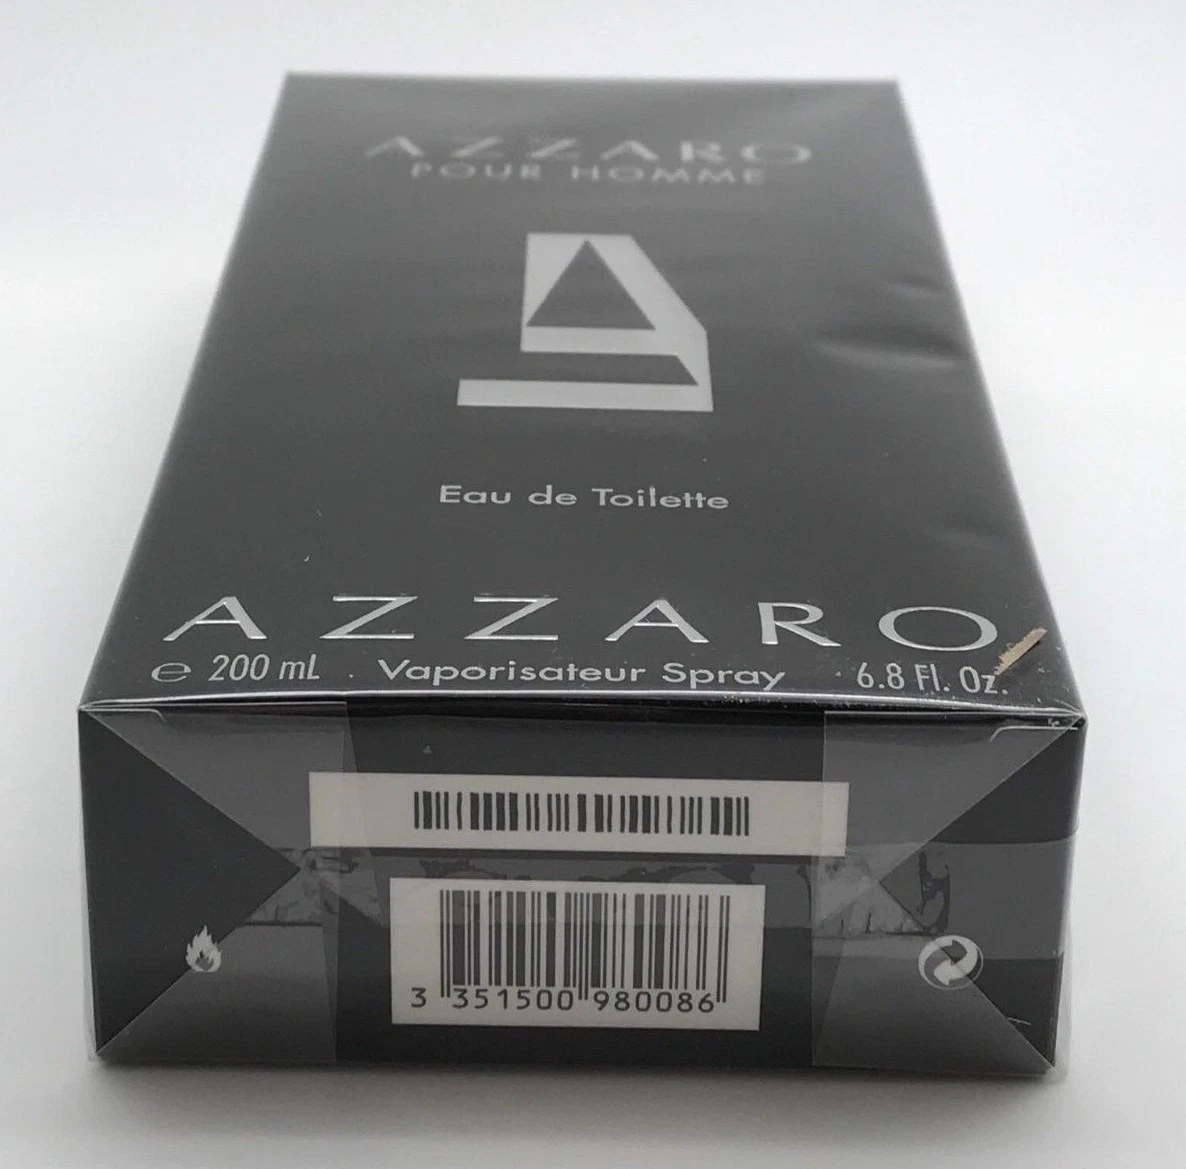 AZZARO
POUR HOMME
Eau de Toilette
AZZARO
℮ 200 mL . Vaporisateur Spray . 6.8 Fl. Oz.
3 351500 980086